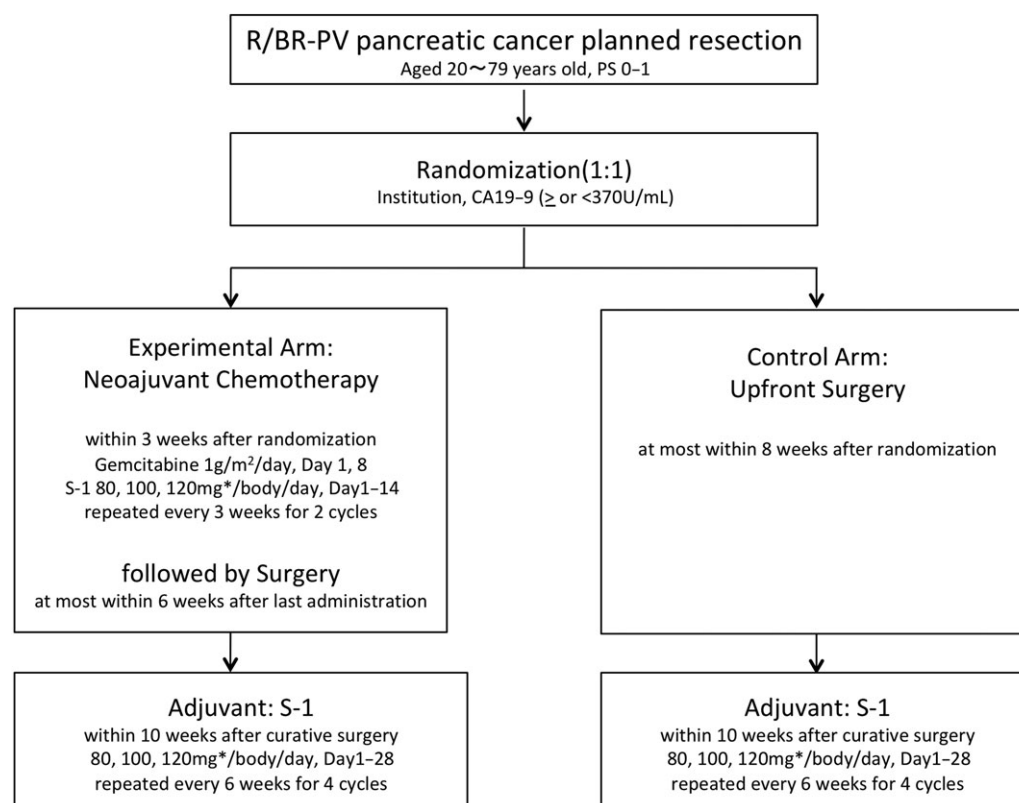 R/BR-PV pancreatic cancer planned resection
Aged 20～79 years old, PS 0–1
Randomization(1:1)
Institution, CA19–9 (≥ or <370U/mL)
Experimental Arm:
Neoajuvant Chemotherapy
within 3 weeks after randomization
Gemcitabine 1g/m²/day, Day 1, 8
S-1 80, 100, 120mg*/body/day, Day1–14
repeated every 3 weeks for 2 cycles
followed by Surgery
at most within 6 weeks after last administration
Control Arm:
Upfront Surgery
at most within 8 weeks after randomization
Adjuvant: S-1
within 10 weeks after curative surgery
80, 100, 120mg*/body/day, Day1–28
repeated every 6 weeks for 4 cycles
Adjuvant: S-1
within 10 weeks after curative surgery
80, 100, 120mg*/body/day, Day1–28
repeated every 6 weeks for 4 cycles